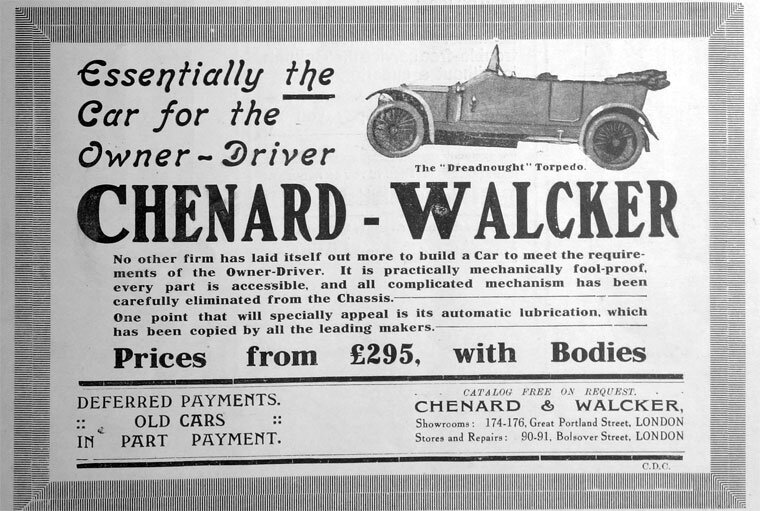 Essentially the
Car for the
Owner-Driver
The "Dreadnought" Torpedo.
CHENARD - WALCKER
No other firm has laid itself out more to build a Car to meet the require-
ments of the Owner-Driver. It is practically mechanically fool-proof,
every part is accessible, and all complicated mechanism has been
carefully eliminated from the Chassis.
One point that will specially appeal is its automatic lubrication, which
has been copied by all the leading makers.
Prices from £295, with Bodies
DEFERRED PAYMENTS.
:: OLD CARS ::
IN PART PAYMENT.
CATALOG FREE ON REQUEST.
CHENARD & WALCKER,
Showrooms: 174-176, Great Portland Street, LONDON
Stores and Repairs: 90-91, Bolsover Street, LONDON
C.D.C.